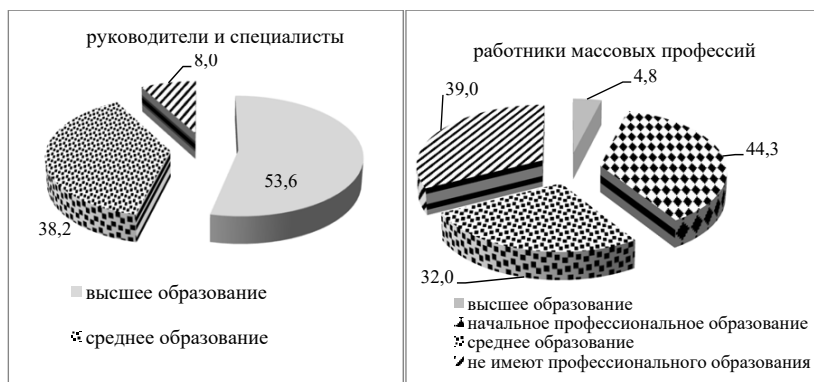 руководители и специалисты
8,0
53,6
38,2
высшее образование
среднее образование
работники массовых профессий
4,8
39,0
44,3
32,0
высшее образование
начальное профессиональное образование
среднее образование
не имеют профессионального образования